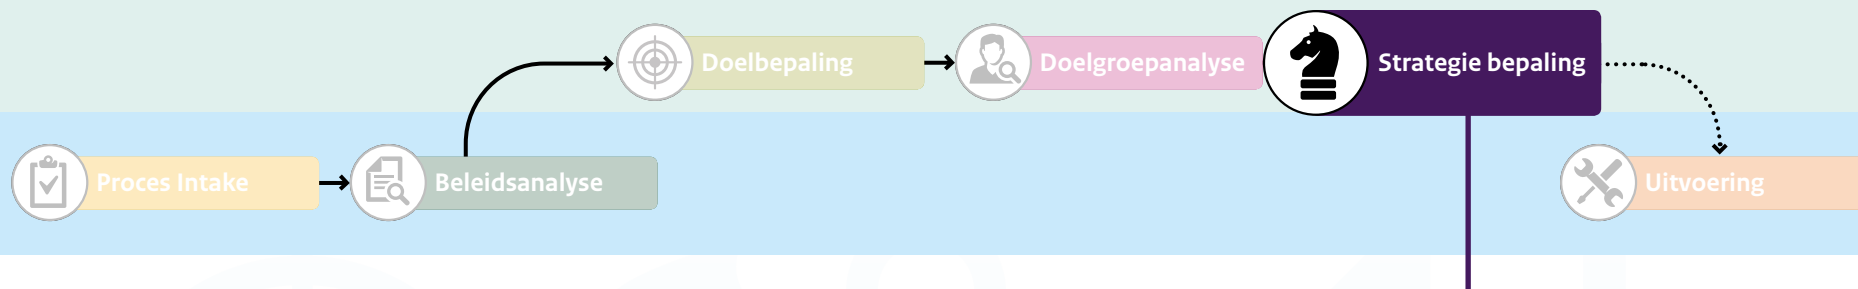 Doelbepaling
Doelgroepanalyse
Strategie bepaling
Proces Intake
Beleidsanalyse
Uitvoering